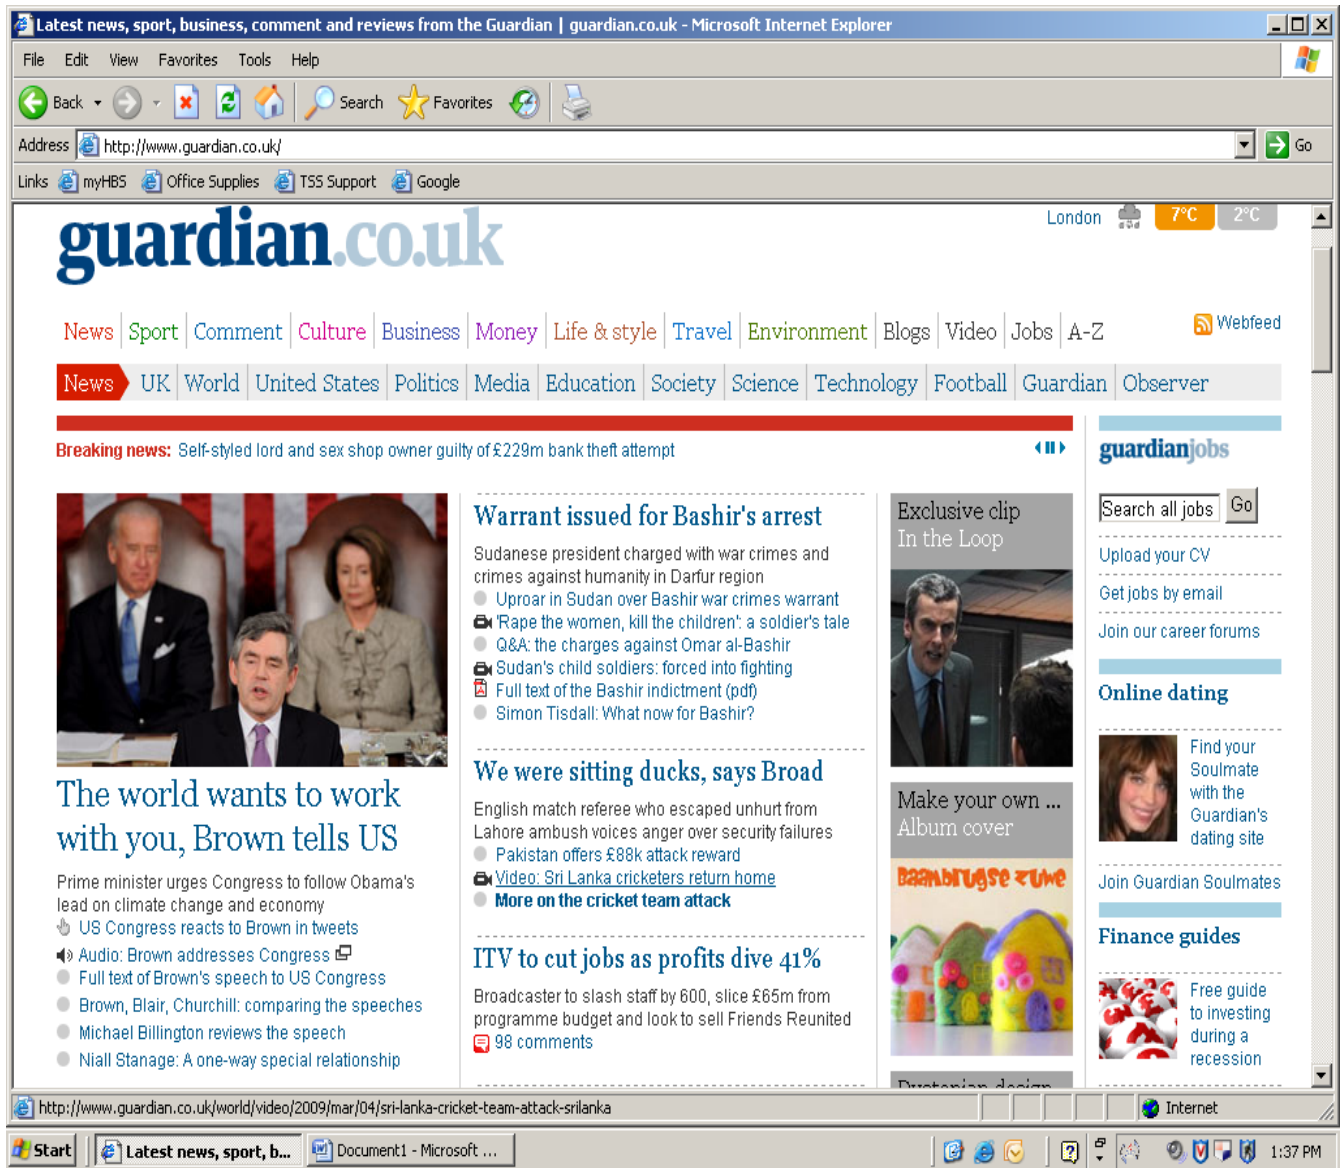 Latest news, sport, business, comment and reviews from the Guardian | guardian.co.uk - Microsoft Internet Explorer
File Edit View Favorites Tools Help
Back Search Favorites
Address http://www.guardian.co.uk/ Go
Links myHBS Office Supplies TSS Support Google
guardian.co.uk
London 7°C 2°C
News Sport Comment Culture Business Money Life & style Travel Environment Blogs Video Jobs A-Z
Webfeed
News UK World United States Politics Media Education Society Science Technology Football Guardian Observer
Breaking news: Self-styled lord and sex shop owner guilty of £229m bank theft attempt
The world wants to work
with you, Brown tells US
Prime minister urges Congress to follow Obama's
lead on climate change and economy
US Congress reacts to Brown in tweets
Audio: Brown addresses Congress
Full text of Brown's speech to US Congress
Brown, Blair, Churchill: comparing the speeches
Michael Billington reviews the speech
Niall Stanage: A one-way special relationship
Warrant issued for Bashir's arrest
Sudanese president charged with war crimes and
crimes against humanity in Darfur region
Uproar in Sudan over Bashir war crimes warrant
'Rape the women, kill the children': a soldier's tale
Q&A: the charges against Omar al-Bashir
Sudan's child soldiers: forced into fighting
Full text of the Bashir indictment (pdf)
Simon Tisdall: What now for Bashir?
We were sitting ducks, says Broad
English match referee who escaped unhurt from
Lahore ambush voices anger over security failures
Pakistan offers £88k attack reward
Video: Sri Lanka cricketers return home
More on the cricket team attack
ITV to cut jobs as profits dive 41%
Broadcaster to slash staff by 600, slice £65m from
programme budget and look to sell Friends Reunited
98 comments
Exclusive clip
In the Loop
Make your own ...
Album cover
BAAMbRUGSE ZUWE
Dystopian design
guardianjobs
Search all jobs Go
Upload your CV
Get jobs by email
Join our career forums
Online dating
Find your
Soulmate
with the
Guardian's
dating site
Join Guardian Soulmates
Finance guides
Free guide
to investing
during a
recession
http://www.guardian.co.uk/world/video/2009/mar/04/sri-lanka-cricket-team-attack-srilanka Internet
Start Latest news, sport, b... Document1 - Microsoft ... 1:37 PM